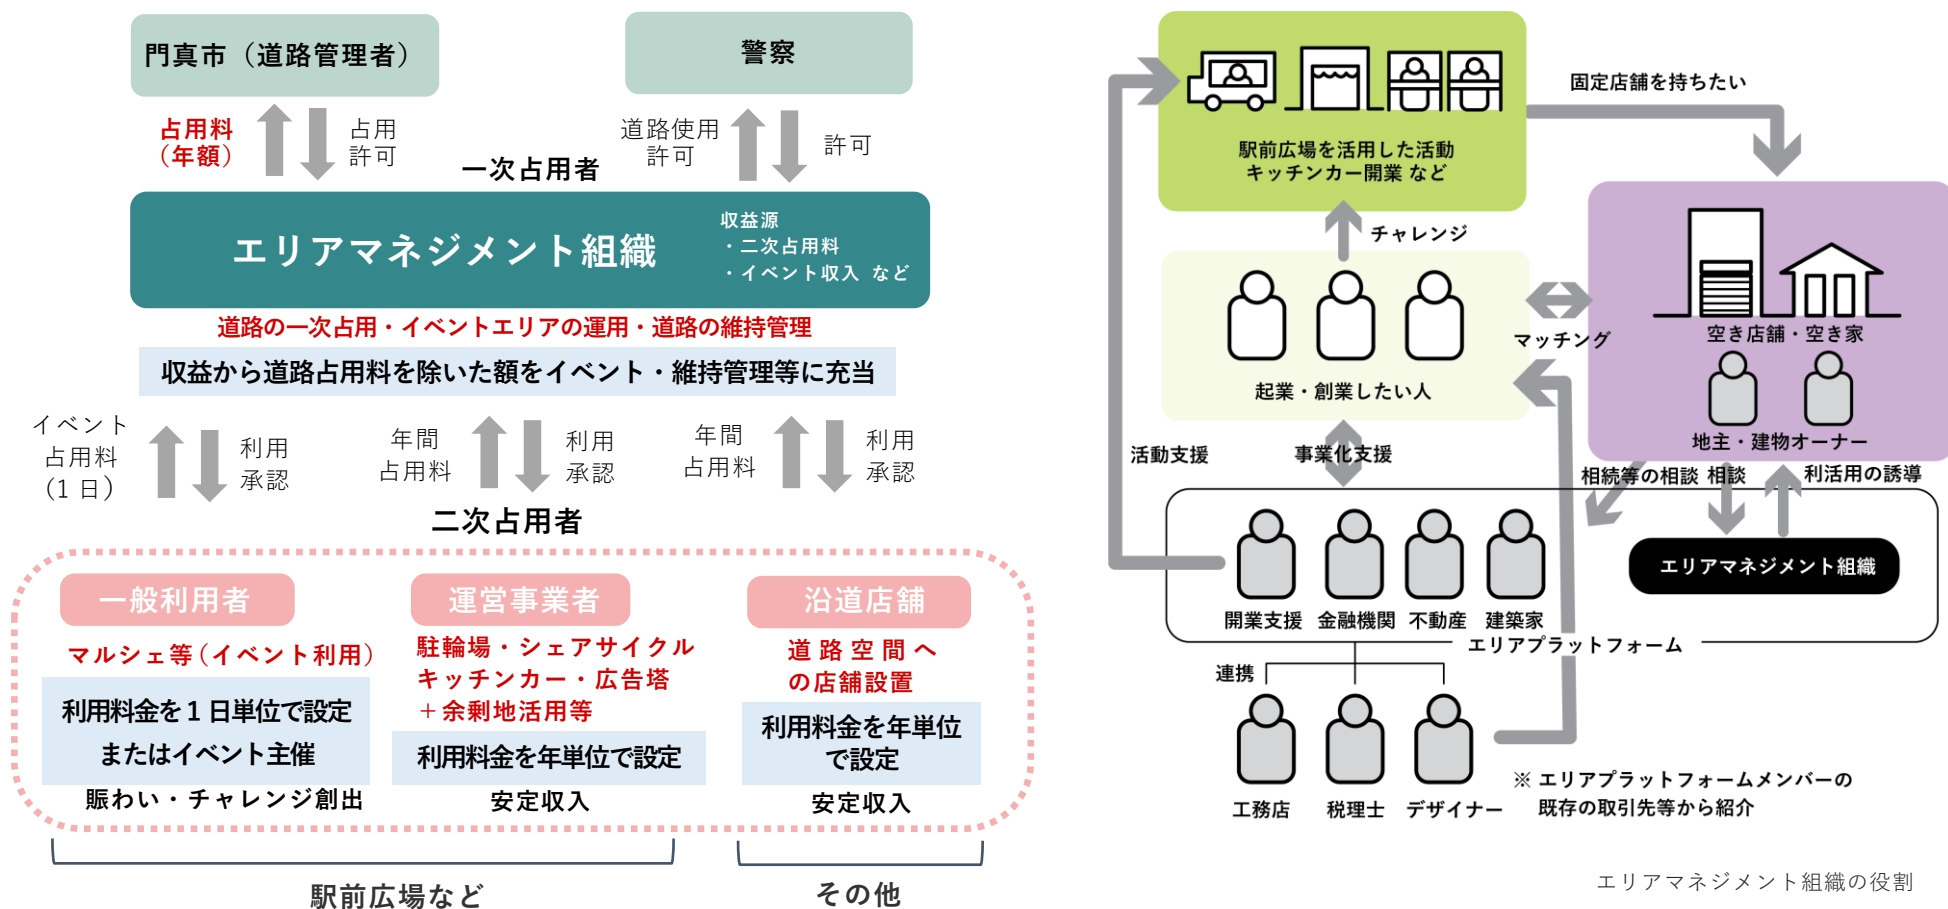 門真市（道路管理者）
警察
占用料
（年額）
占用
許可
道路使用
許可
許可
一次占用者
エリアマネジメント組織
収益源
・二次占用料
・イベント収入 など
道路の一次占用・イベントエリアの運用・道路の維持管理
収益から道路占用料を除いた額をイベント・維持管理等に充当
イベント
占用料
（1 日）
利用
承認
年間
占用料
利用
承認
年間
占用料
利用
承認
二次占用者
一般利用者
マルシェ等（イベント利用）
利用料金を 1 日単位で設定
またはイベント主催
賑わい・チャレンジ創出
運営事業者
駐輪場・シェアサイクル
キッチンカー・広告塔
＋余剰地活用等
利用料金を年単位で設定
安定収入
沿道店舗
道路空間へ
の店舗設置
利用料金を年単位
で設定
安定収入
駅前広場など
その他
駅前広場を活用した活動
キッチンカー開業 など
固定店舗を持ちたい
チャレンジ
起業・創業したい人
マッチング
空き店舗・空き家
地主・建物オーナー
活動支援
事業化支援
相続等の相談
相談
利活用の誘導
エリアマネジメント組織
開業支援
金融機関
不動産
建築家
エリアプラットフォーム
連携
工務店
税理士
デザイナー
※ エリアプラットフォームメンバーの
既存の取引先等から紹介
エリアマネジメント組織の役割